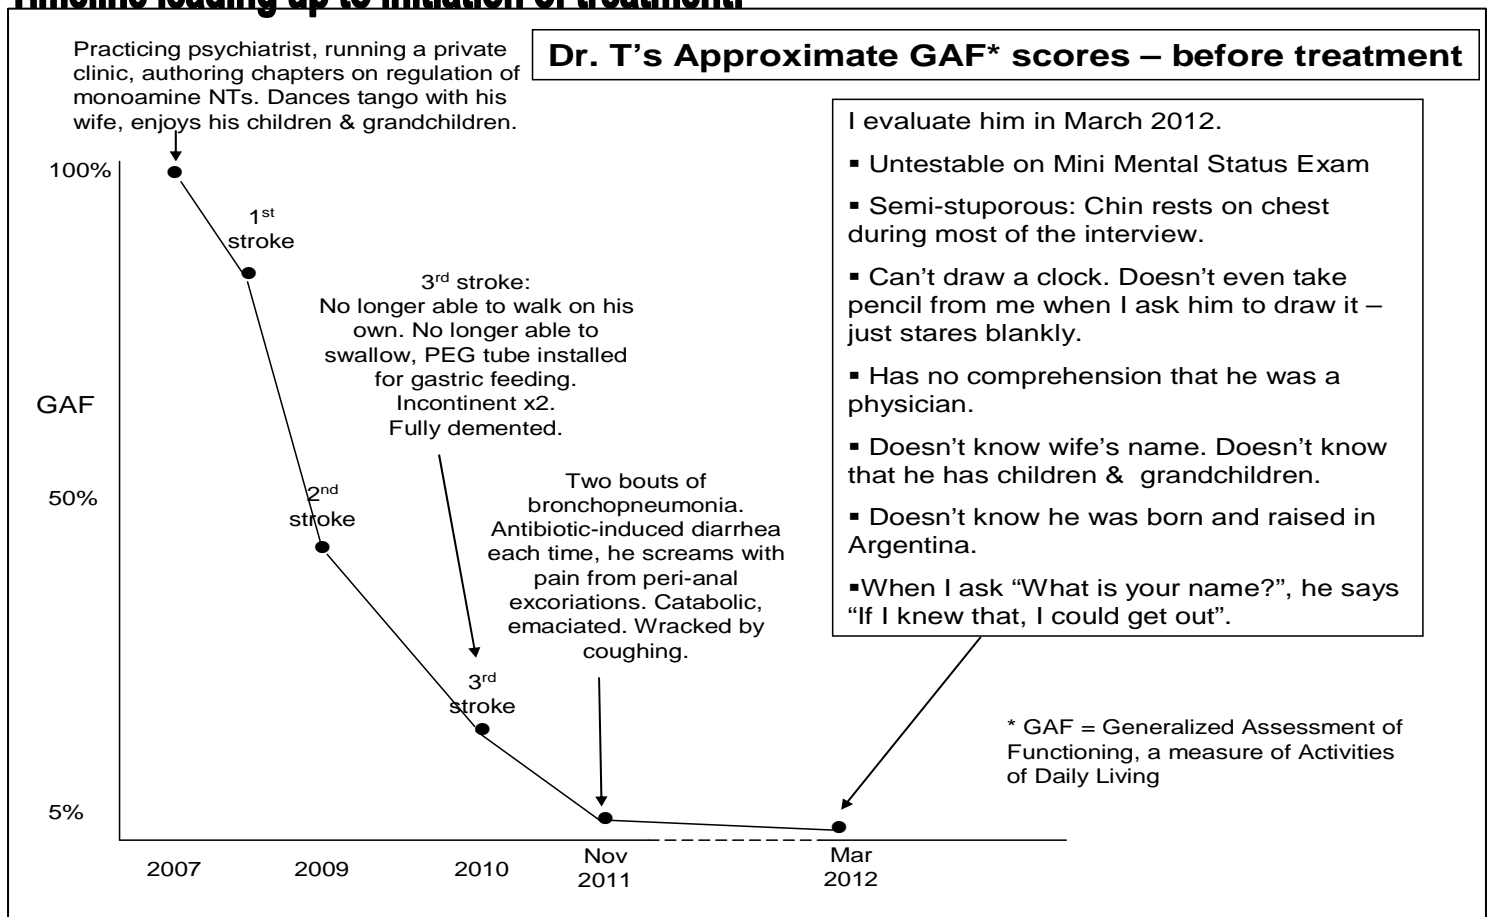 Timeline leading up to initiation of treatment:
Practicing psychiatrist, running a private
clinic, authoring chapters on regulation of
monoamine NTs. Dances tango with his
wife, enjoys his children & grandchildren.
Dr. T's Approximate GAF* scores – before treatment
I evaluate him in March 2012.
▪ Untestable on Mini Mental Status Exam
▪ Semi-stuporous: Chin rests on chest
during most of the interview.
▪ Can't draw a clock. Doesn't even take
pencil from me when I ask him to draw it –
just stares blankly.
▪ Has no comprehension that he was a
physician.
▪ Doesn't know wife's name. Doesn't know
that he has children & grandchildren.
▪ Doesn't know he was born and raised in
Argentina.
▪When I ask “What is your name?”, he says
“If I knew that, I could get out”.
100%
1st
stroke
3rd stroke:
No longer able to walk on his
own. No longer able to
swallow, PEG tube installed
for gastric feeding.
Incontinent x2.
Fully demented.
GAF
50%
2nd
stroke
Two bouts of
bronchopneumonia.
Antibiotic-induced diarrhea
each time, he screams with
pain from peri-anal
excoriations. Catabolic,
emaciated. Wracked by
coughing.
3rd
stroke
* GAF = Generalized Assessment of
Functioning, a measure of Activities
of Daily Living
5%
2007
2009
2010
Nov
2011
Mar
2012